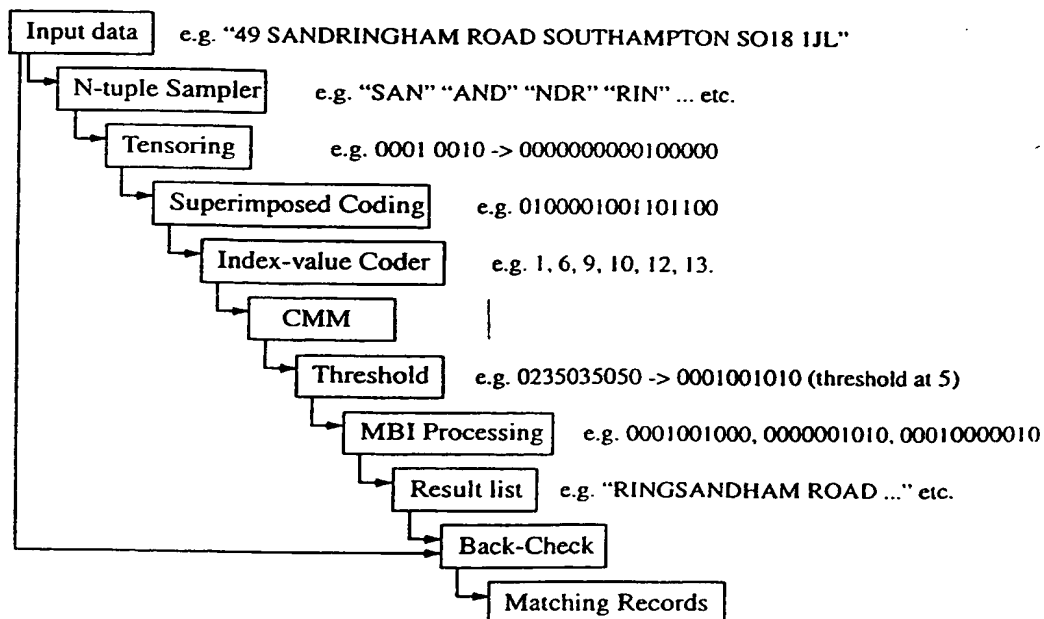 Input data e.g. "49 SANDRINGHAM ROAD SOUTHAMPTON SO18 1JL"
N-tuple Sampler e.g. "SAN" "AND" "NDR" "RIN" ... etc.
Tensoring e.g. 0001 0010 -> 0000000000100000
Superimposed Coding e.g. 0100001001101100
Index-value Coder e.g. 1, 6, 9, 10, 12, 13.
CMM
Threshold e.g. 0235035050 -> 0001001010 (threshold at 5)
MBI Processing e.g. 0001001000, 0000001010, 00010000010
Result list e.g. "RINGSANDHAM ROAD ..." etc.
Back-Check
Matching Records